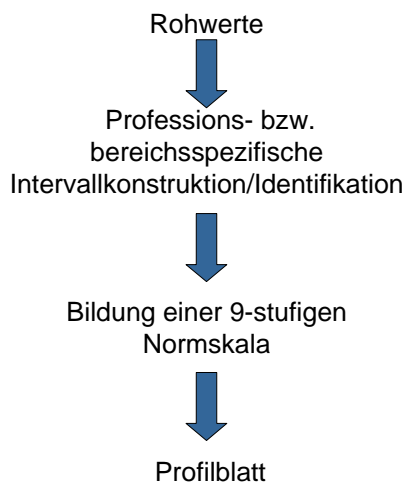 Rohwerte
Professions- bzw.
bereichsspezifische
Intervallkonstruktion/Identifikation
Bildung einer 9-stufigen
Normskala
Profilblatt